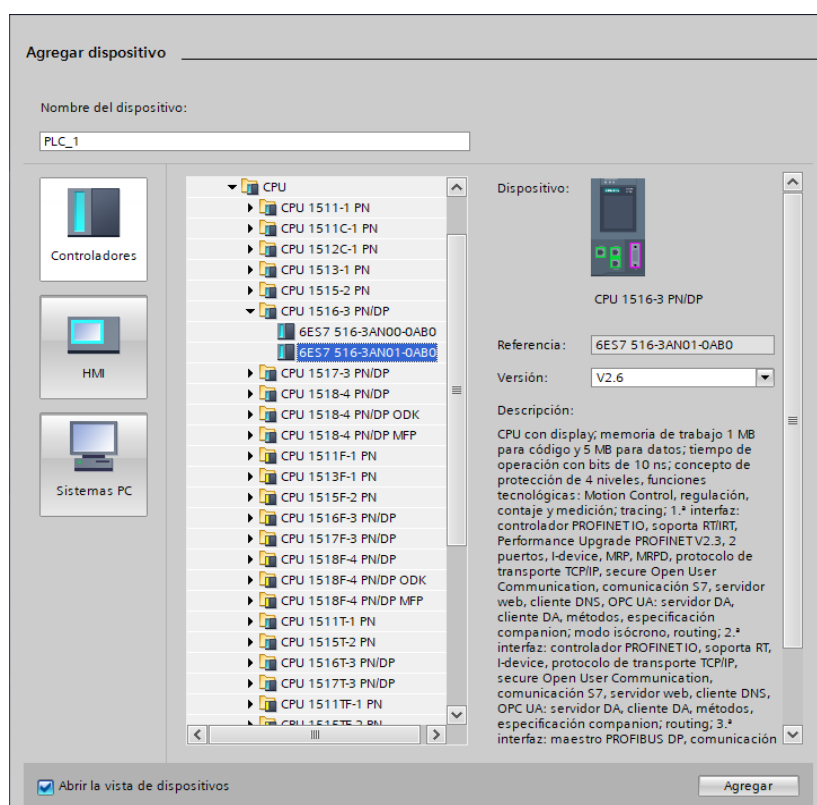 Agregar dispositivo
Nombre del dispositivo:
PLC_1
Controladores
HMI
Sistemas PC
CPU
CPU 1511-1 PN
CPU 1511C-1 PN
CPU 1512C-1 PN
CPU 1513-1 PN
CPU 1515-2 PN
CPU 1516-3 PN/DP
6ES7 516-3AN00-0AB0
6ES7 516-3AN01-0AB0
CPU 1517-3 PN/DP
CPU 1518-4 PN/DP
CPU 1518-4 PN/DP ODK
CPU 1518-4 PN/DP MFP
CPU 1511F-1 PN
CPU 1513F-1 PN
CPU 1515F-2 PN
CPU 1516F-3 PN/DP
CPU 1517F-3 PN/DP
CPU 1518F-4 PN/DP
CPU 1518F-4 PN/DP ODK
CPU 1518F-4 PN/DP MFP
CPU 1511T-1 PN
CPU 1515T-2 PN
CPU 1516T-3 PN/DP
CPU 1517T-3 PN/DP
CPU 1511TF-1 PN
CPU 1515TF-2 PN
Dispositivo:
CPU 1516-3 PN/DP
Referencia:
6ES7 516-3AN01-0AB0
Versión:
V2.6
Descripción:
CPU con display; memoria de trabajo 1 MB
para código y 5 MB para datos; tiempo de
operación con bits de 10 ns; concepto de
protección de 4 niveles, funciones
tecnológicas: Motion Control, regulación,
contaje y medición; tracing; 1.ª interfaz:
controlador PROFINET IO, soporta RT/IRT,
Performance Upgrade PROFINET V2.3, 2
puertos, I-device, MRP, MRPD, protocolo de
transporte TCP/IP, secure Open User
Communication, comunicación S7, servidor
web, cliente DNS, OPC UA: servidor DA,
cliente DA, métodos, especificación
companion; modo isócrono, routing; 2.ª
interfaz: controlador PROFINET IO, soporta RT,
I-device, protocolo de transporte TCP/IP,
secure Open User Communication,
comunicación S7, servidor web, cliente DNS,
OPC UA: servidor DA, cliente DA, métodos,
especificación companion; routing; 3.ª
interfaz: maestro PROFIBUS DP, comunicación
Abrir la vista de dispositivos
Agregar